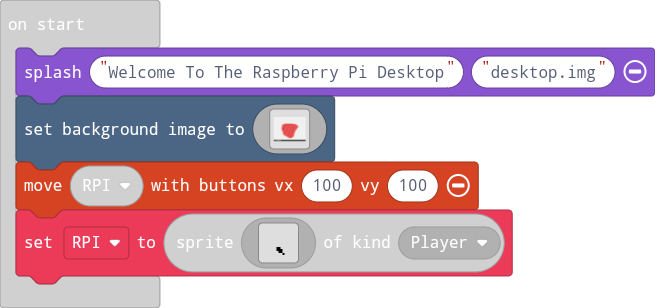 on start
splash "Welcome To The Raspberry Pi Desktop" "desktop.img"
set background image to
move RPI with buttons vx 100 vy 100
set RPI to sprite of kind Player